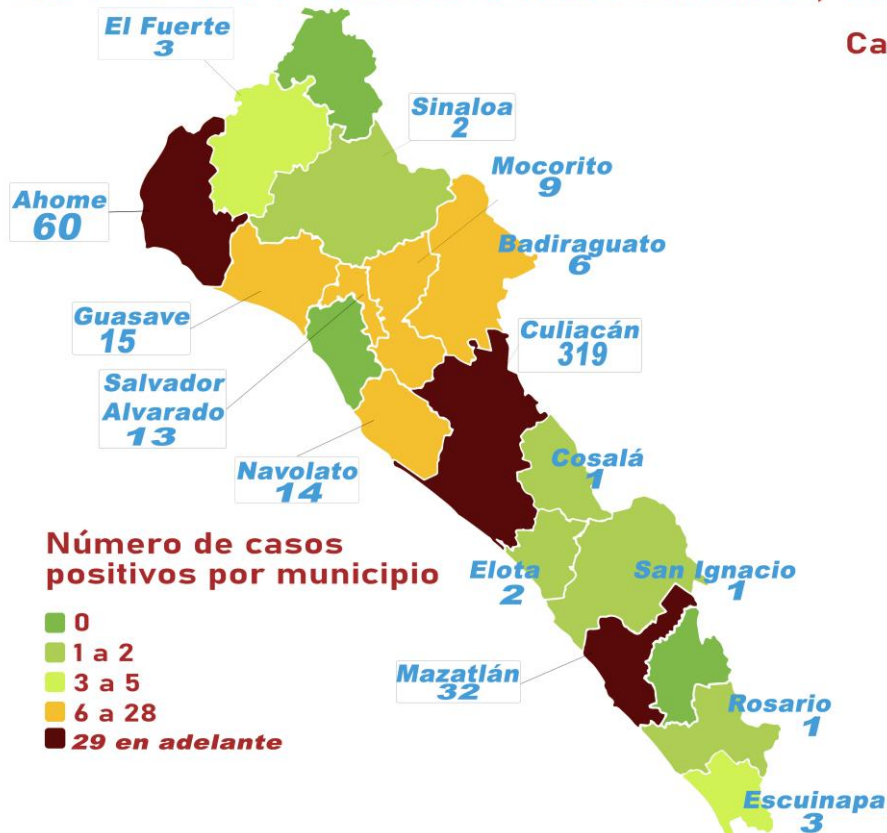 Ca
El Fuerte
3
Sinaloa
2
Mocorito
9
Ahome
60
Badiraguato
6
Guasave
15
Culiacán
319
Salvador
Alvarado
13
Navolato
14
Cosalá
1
Número de casos
positivos por municipio
Elota
2
San Ignacio
1
0
1 a 2
3 a 5
6 a 28
29 en adelante
Mazatlán
32
Rosario
1
Escuinapa
3